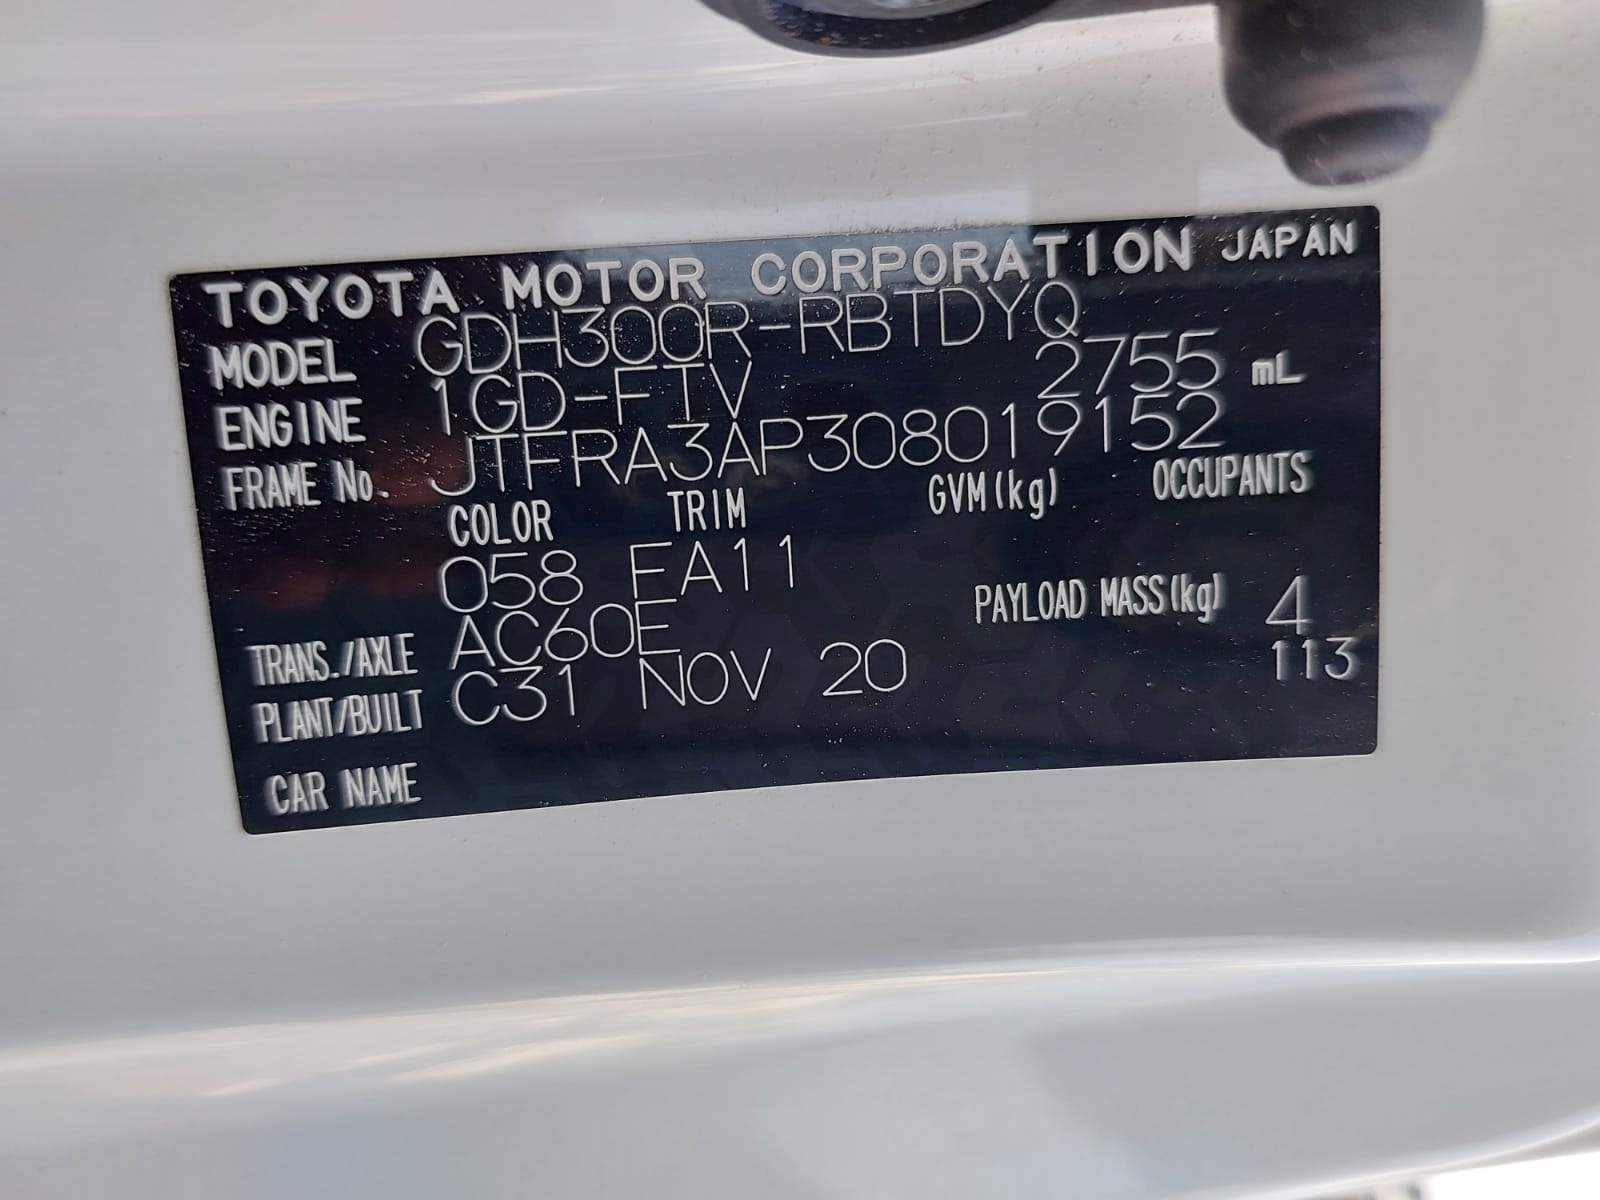 TOYOTA MOTOR CORPORATION JAPAN
MODEL GDH300R-RBTDYQ
ENGINE 1GD-FTV 2755 mL
FRAME No. JTFRA3AP308019152
COLOR TRIM GVM(kg) OCCUPANTS
058 EA11
PAYLOAD MASS(kg) 4
TRANS./AXLE AC60E 113
PLANT/BUILT C31 NOV 20
CAR NAME